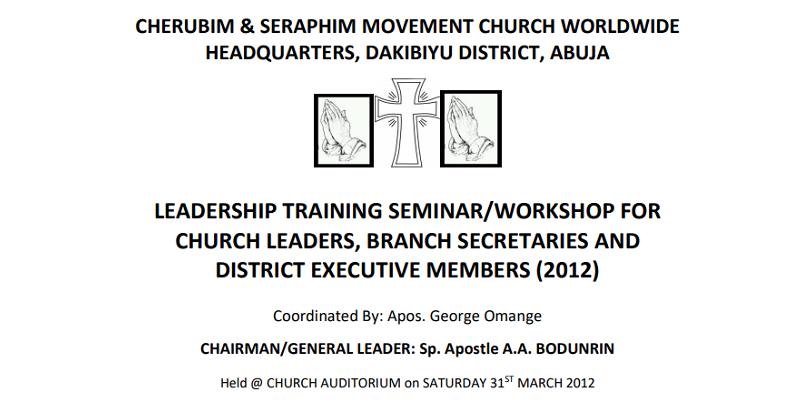 CHERUBIM & SERAPHIM MOVEMENT CHURCH WORLDWIDE
HEADQUARTERS, DAKIBIYU DISTRICT, ABUJA
LEADERSHIP TRAINING SEMINAR/WORKSHOP FOR
CHURCH LEADERS, BRANCH SECRETARIES AND
DISTRICT EXECUTIVE MEMBERS (2012)
Coordinated By: Apos. George Omange
CHAIRMAN/GENERAL LEADER: Sp. Apostle A.A. BODUNRIN
Held @ CHURCH AUDITORIUM on SATURDAY 31ST MARCH 2012